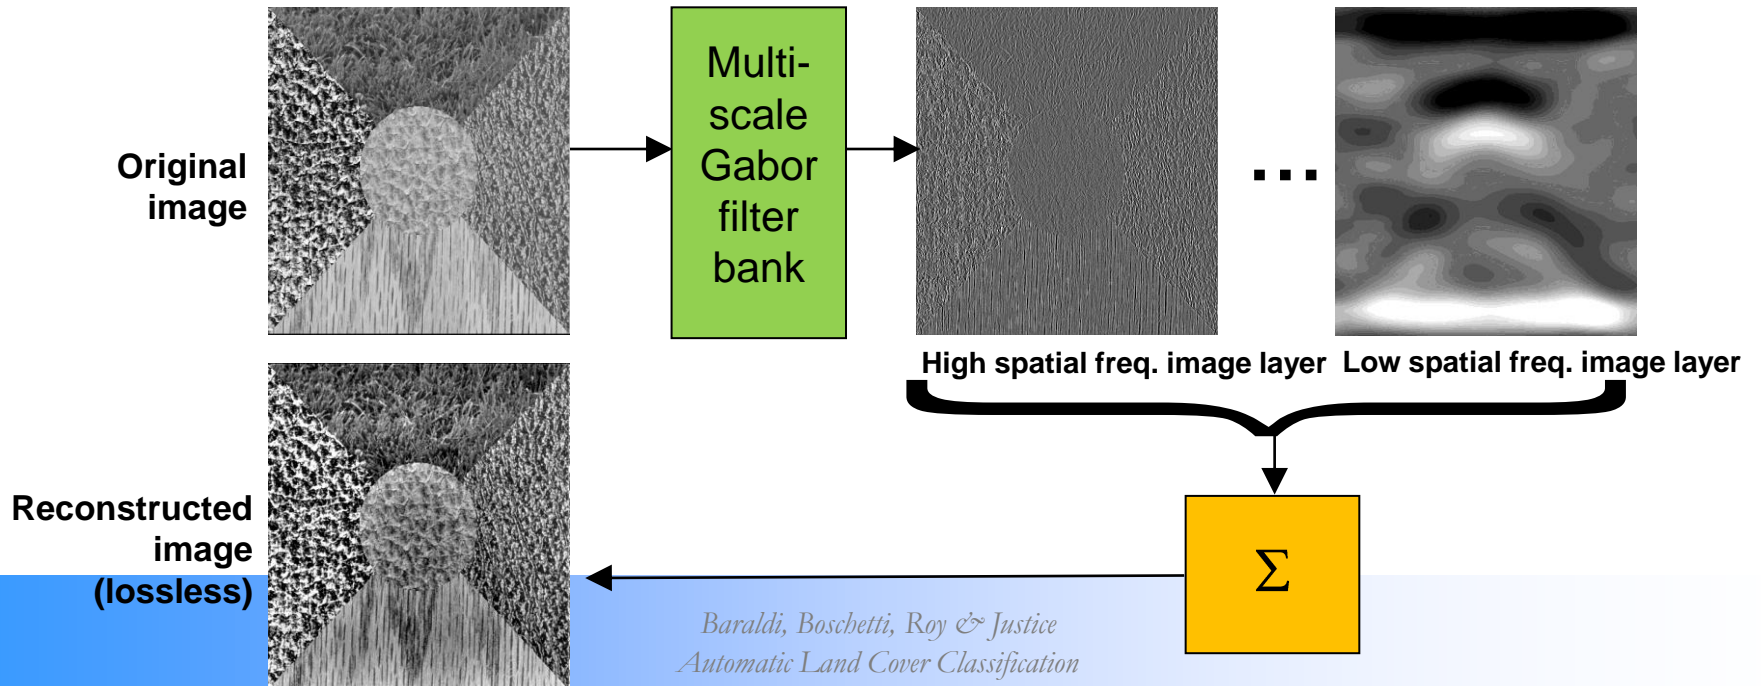 Original
image
Multi-
scale
Gabor
filter
bank
...
High spatial freq. image layer
Low spatial freq. image layer
Reconstructed
image
(lossless)
Σ
Baraldi, Boschetti, Roy & Justice
Automatic Land Cover Classification